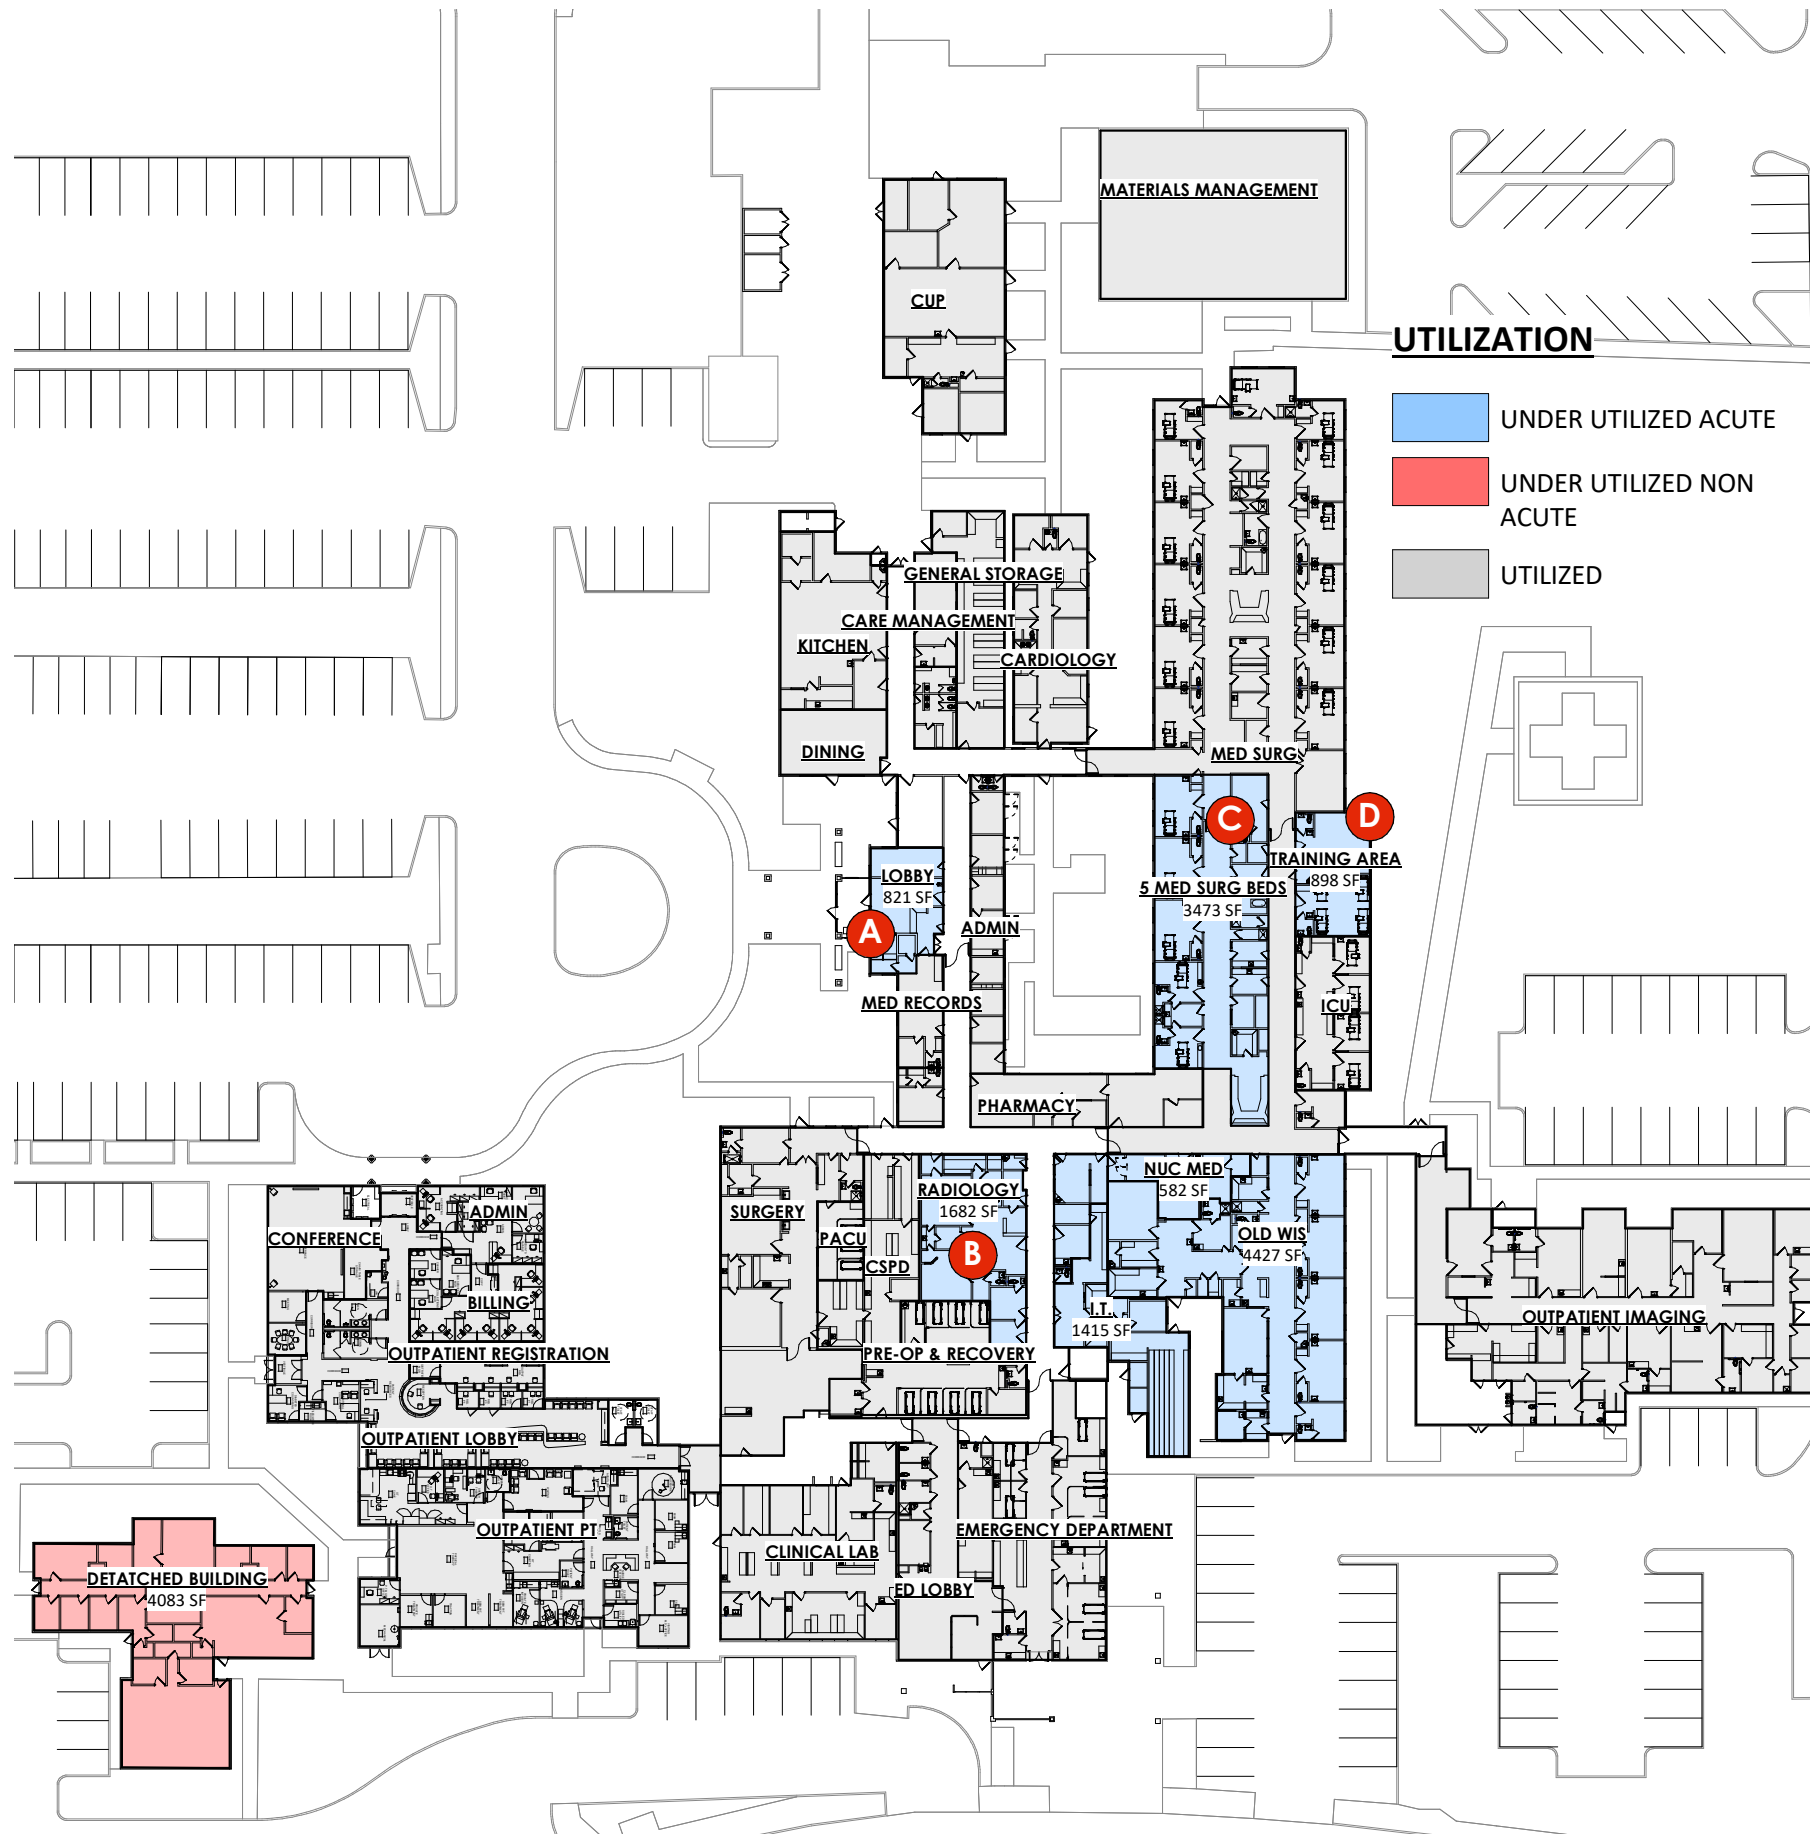 MATERIALS MANAGEMENT
CUP
UTILIZATION
UNDER UTILIZED ACUTE
UNDER UTILIZED NON
ACUTE
UTILIZED
GENERAL STORAGE
CARE MANAGEMENT
KITCHEN
CARDIOLOGY
DINING
MED SURG
C
D
LOBBY
821 SF
TRAINING AREA
898 SF
5 MED SURG BEDS
3473 SF
A
ADMIN
MED RECORDS
ICU
PHARMACY
NUC MED
582 SF
RADIOLOGY
1682 SF
SURGERY
ADMIN
CONFERENCE
PACU
OLD WIS
4427 SF
B
CSPD
BILLING
I.T.
1415 SF
OUTPATIENT IMAGING
OUTPATIENT REGISTRATION
PRE-OP & RECOVERY
OUTPATIENT LOBBY
OUTPATIENT PT
EMERGENCY DEPARTMENT
CLINICAL LAB
DETATCHED BUILDING
4083 SF
ED LOBBY